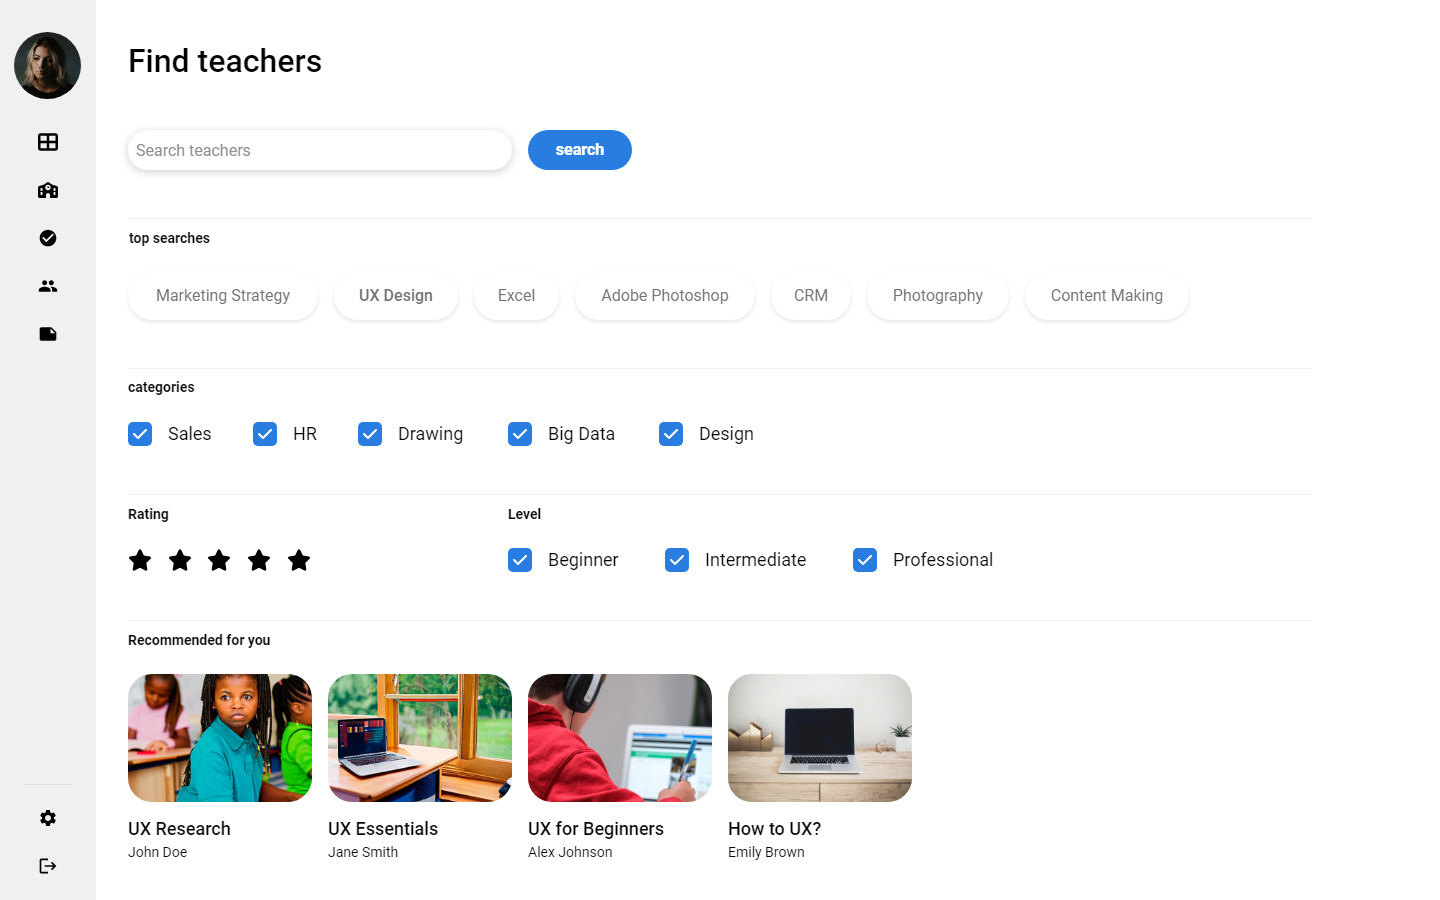 Find teachers
Search teachers
search
top searches
Marketing Strategy
UX Design
Excel
Adobe Photoshop
CRM
Photography
Content Making
categories
Sales
HR
Drawing
Big Data
Design
Rating
Level
Beginner
Intermediate
Professional
Recommended for you
UX Research
John Doe
UX Essentials
Jane Smith
UX for Beginners
Alex Johnson
How to UX?
Emily Brown